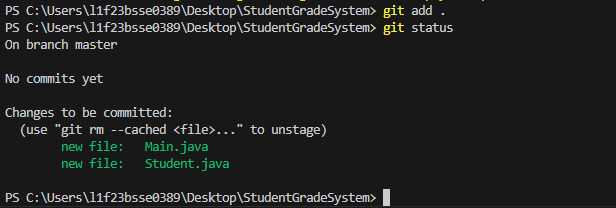 PS C:\Users\l1f23bsse0389\Desktop\StudentGradeSystem> git add .
PS C:\Users\l1f23bsse0389\Desktop\StudentGradeSystem> git status
On branch master
No commits yet
Changes to be committed:
(use "git rm --cached <file>..." to unstage)
new file:   Main.java
new file:   Student.java
PS C:\Users\l1f23bsse0389\Desktop\StudentGradeSystem>